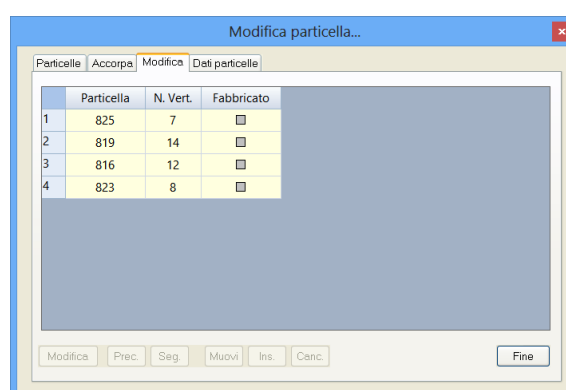 Modifica particella...
Particelle Accorpa Modifica Dati particelle
Particella N. Vert. Fabbricato
1 825 7
2 819 14
3 816 12
4 823 8
Modifica Prec. Seg. Muovi Ins. Canc. Fine